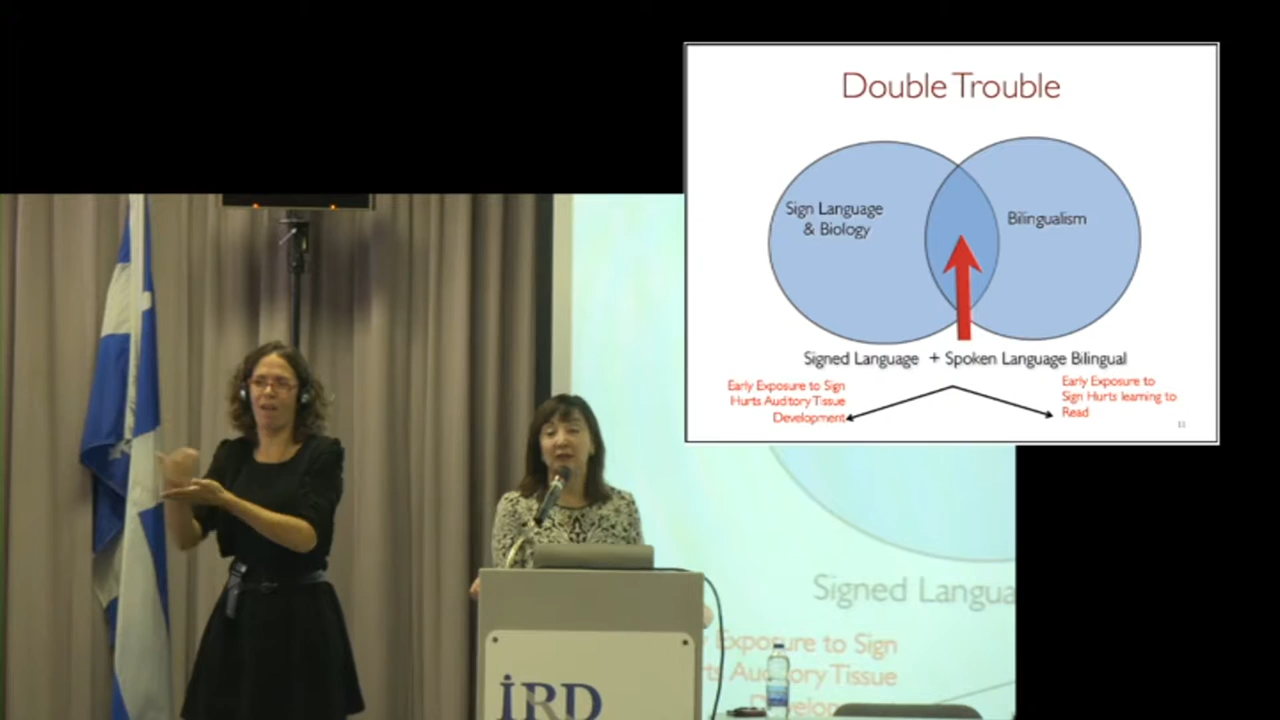 Double Trouble
Sign Language
& Biology
Bilingualism
Signed Language + Spoken Language Bilingual
Early Exposure to Sign
Hurts Auditory Tissue
Development
Early Exposure to
Sign Hurts learning to
Read
11
Signed Langua
Exposure to Sign
Auditory Tissue
IRD